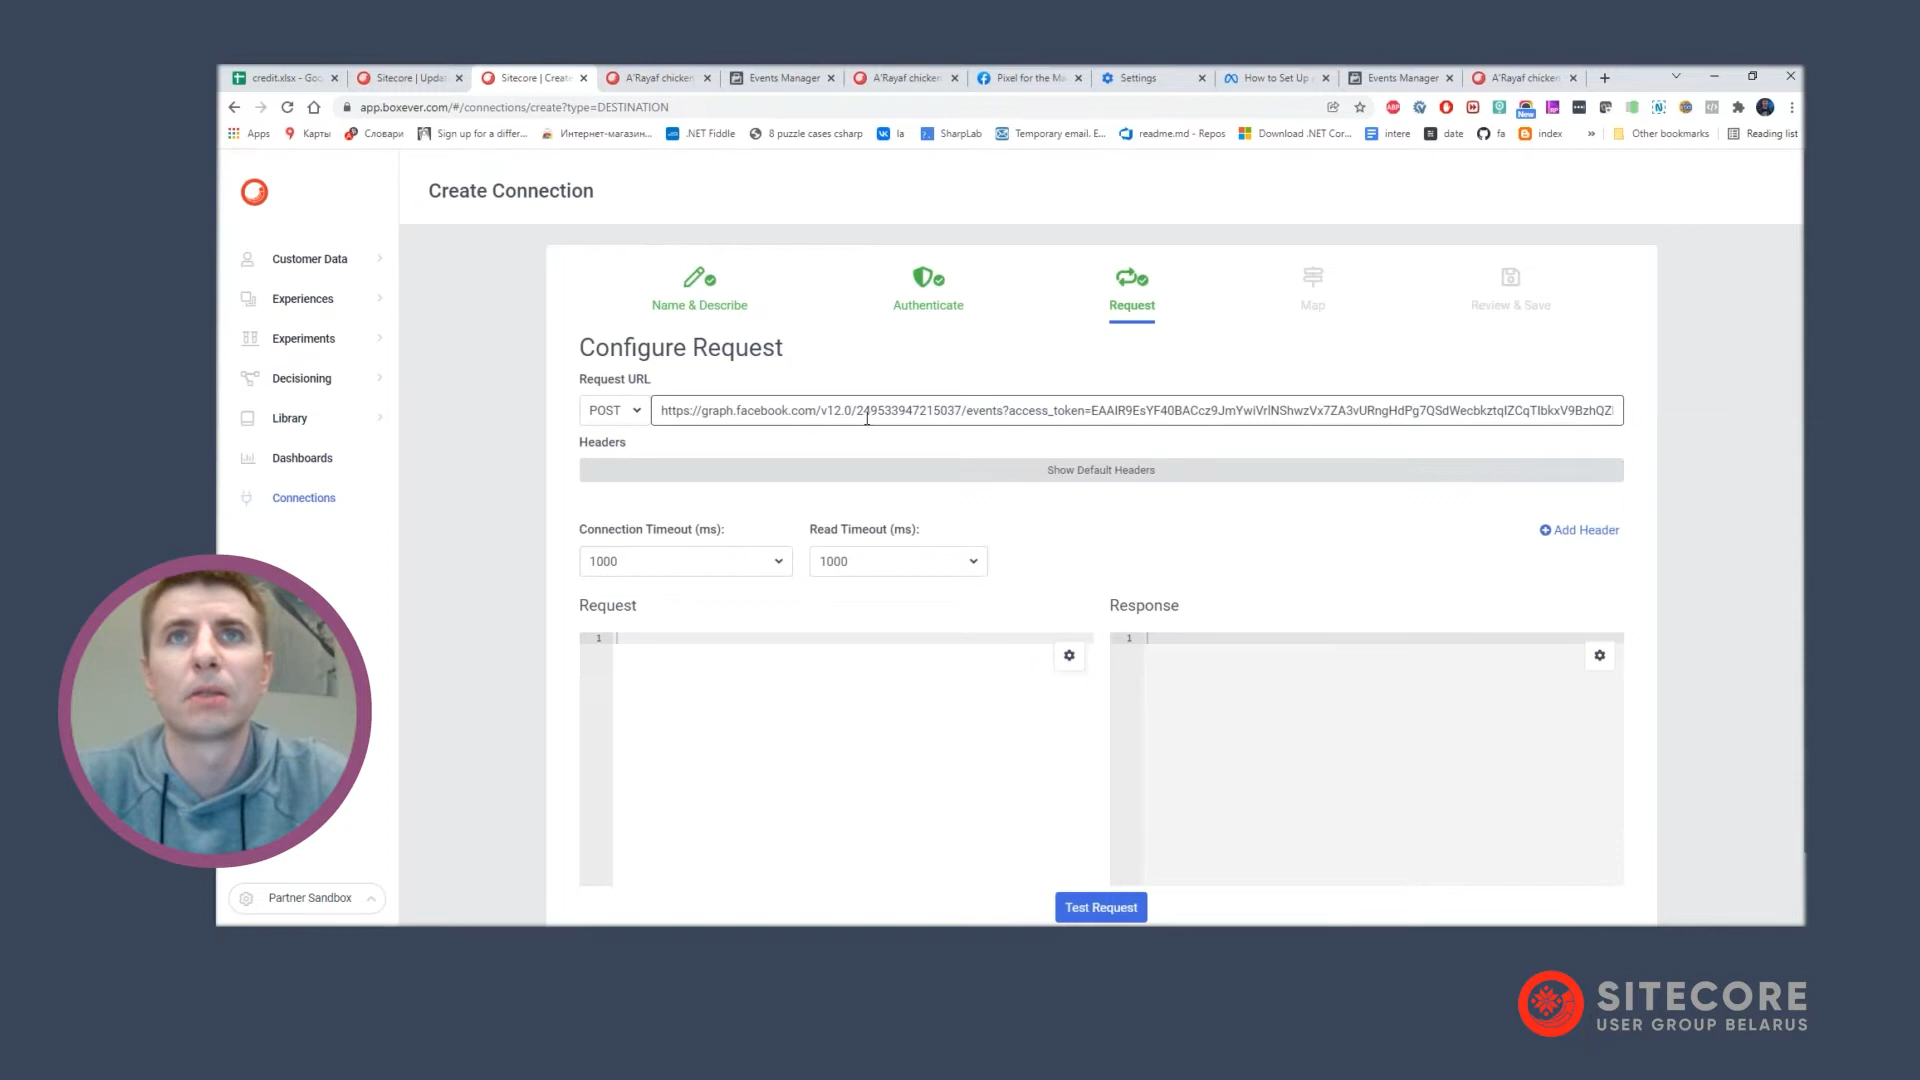 credit.xlsx - Goo
Sitecore | Updat
Sitecore | Create
A'Rayaf chicken
Events Manager
A'Rayaf chicken
Pixel for the Ma
Settings
How to Set Up
Events Manager
A'Rayaf chicken
app.boxever.com/#/connections/create?type=DESTINATION
New
Apps
Карты
Словари
Sign up for a differ...
Интернет-магазин...
.NET Fiddle
8 puzzle cases csharp
la
SharpLab
Temporary email. E...
readme.md - Repos
Download .NET Cor...
intere
date
fa
index
»
Other bookmarks
Reading list
Create Connection
Customer Data
Experiences
Experiments
Decisioning
Library
Dashboards
Connections
Partner Sandbox
Name & Describe
Authenticate
Request
Map
Review & Save
Configure Request
Request URL
POST
https://graph.facebook.com/v12.0/249533947215037/events?access_token=
Headers
Show Default Headers
Connection Timeout (ms):
Read Timeout (ms):
Add Header
1000
1000
Request
Response
1
1
Test Request
SITECORE
USER GROUP BELARUS